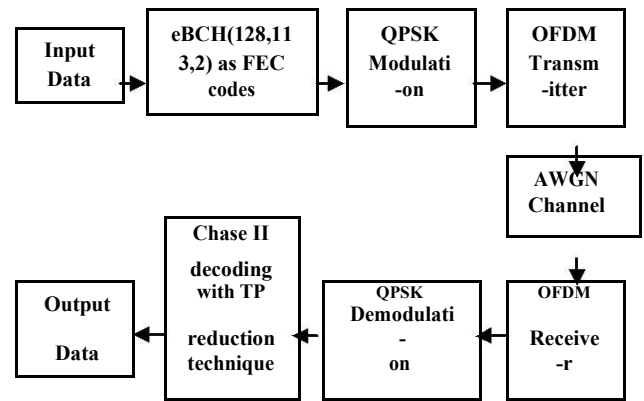 Input
Data
eBCH(128,11
3,2) as FEC
codes
QPSK
Modulati
-on
OFDM
Transm
-itter
AWGN
Channel
OFDM
Receive
-r
QPSK
Demodulati
-
on
Chase II
decoding
with TP
reduction
technique
Output
Data